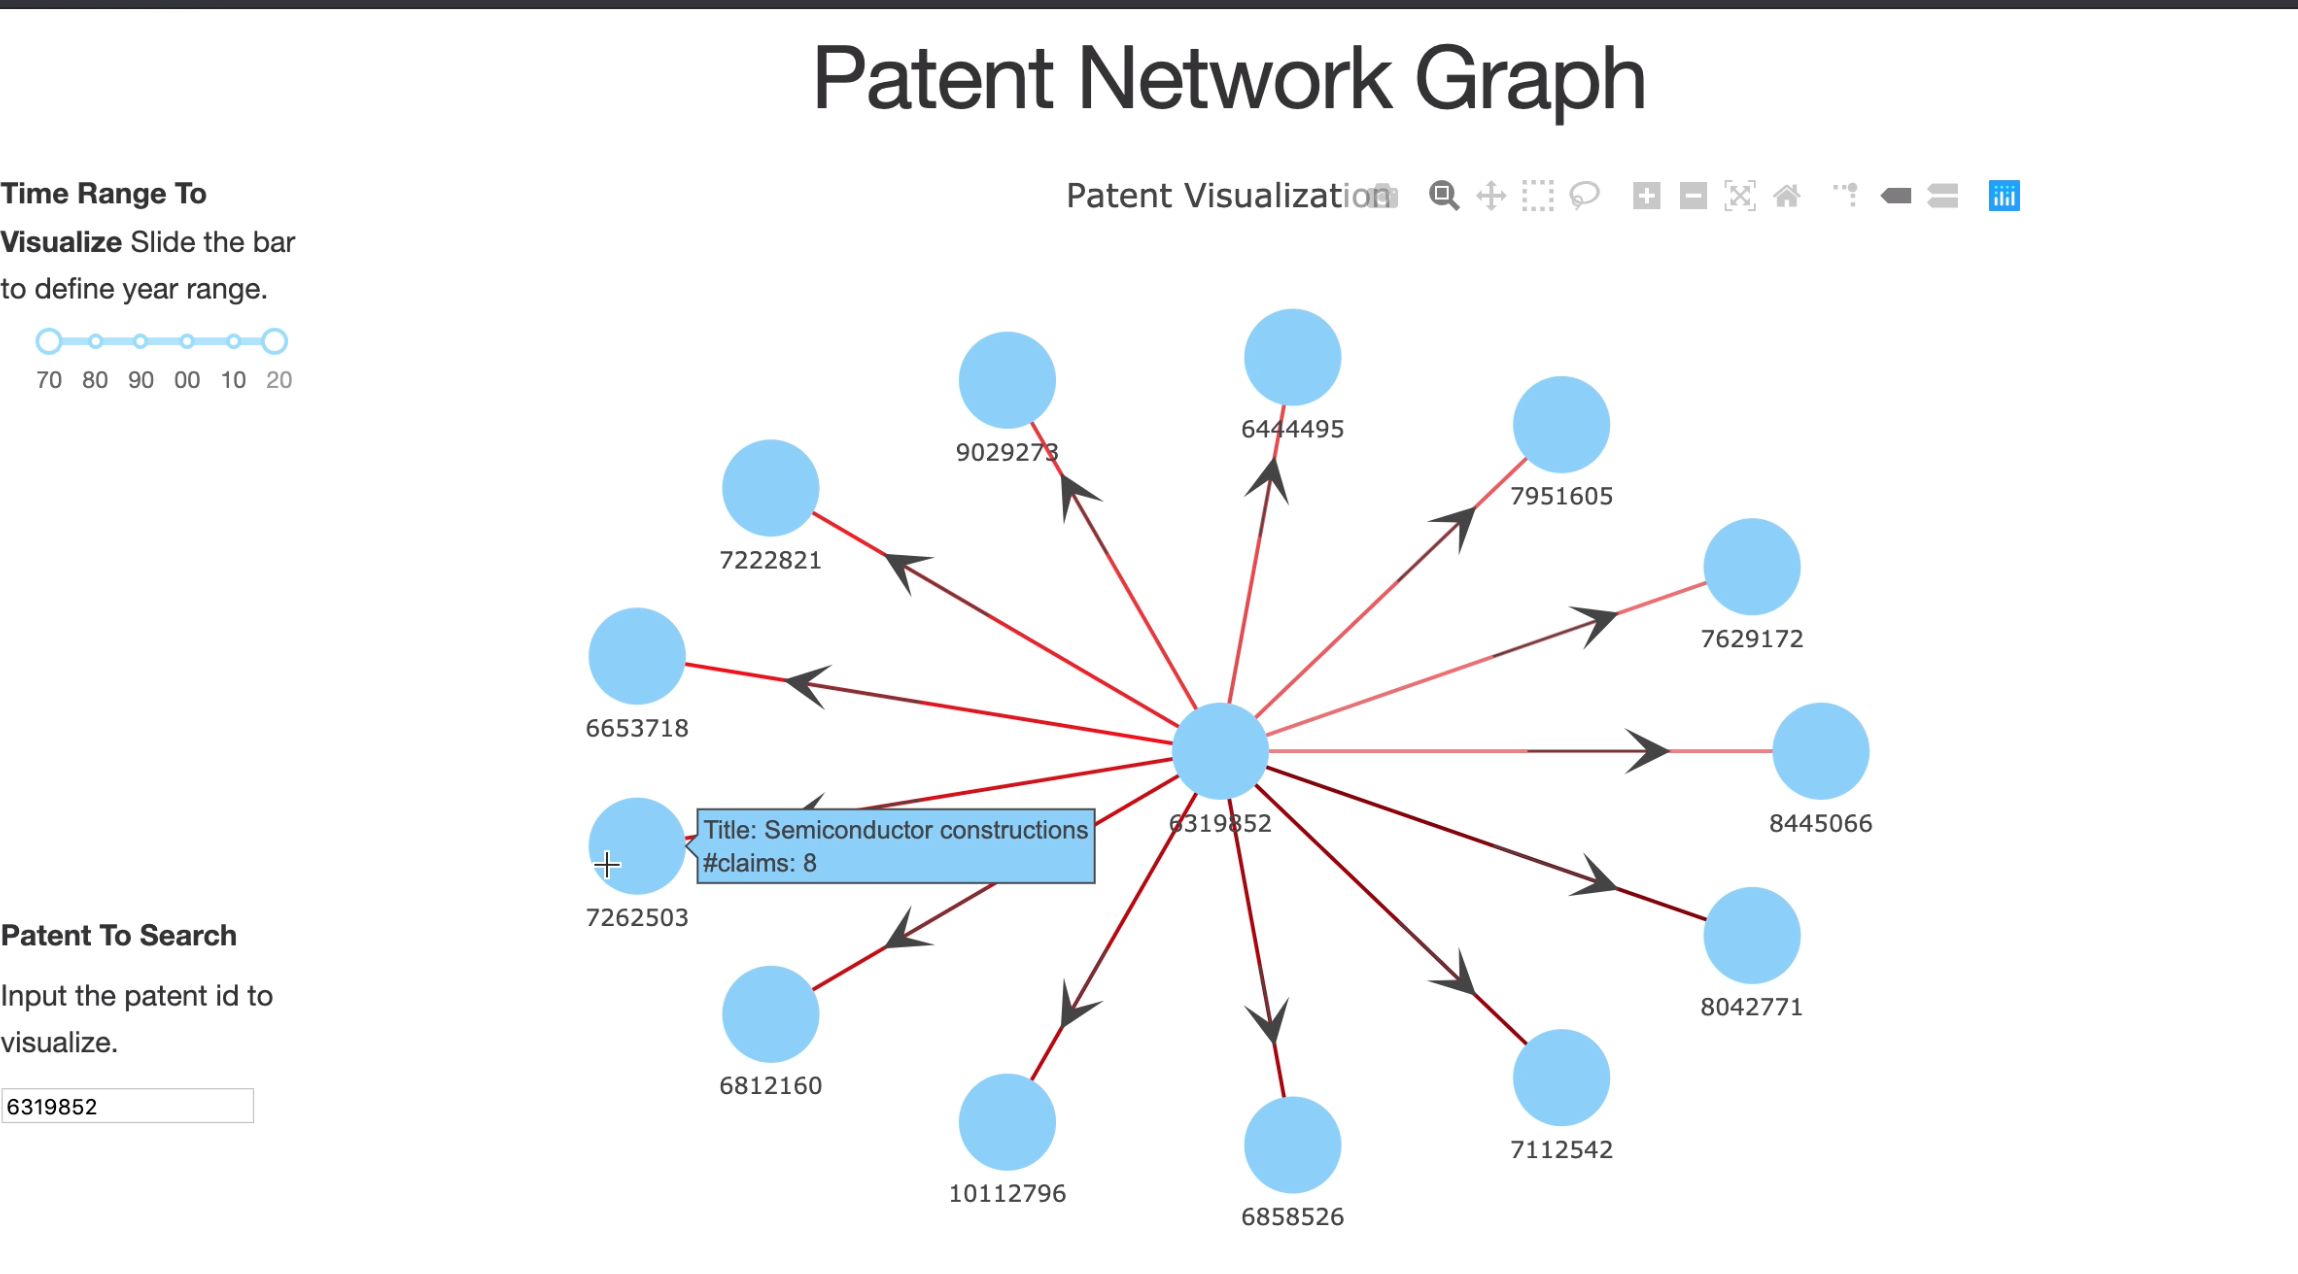 Patent Network Graph
Time Range To
Visualize Slide the bar
to define year range.
70 80 90 00 10 20
Patent Visualization
6444495
9029273
7951605
7222821
7629172
6653718
6319852
8445066
Title: Semiconductor constructions
#claims: 8
7262503
8042771
6812160
7112542
10112796
6858526
Patent To Search
Input the patent id to
visualize.
6319852